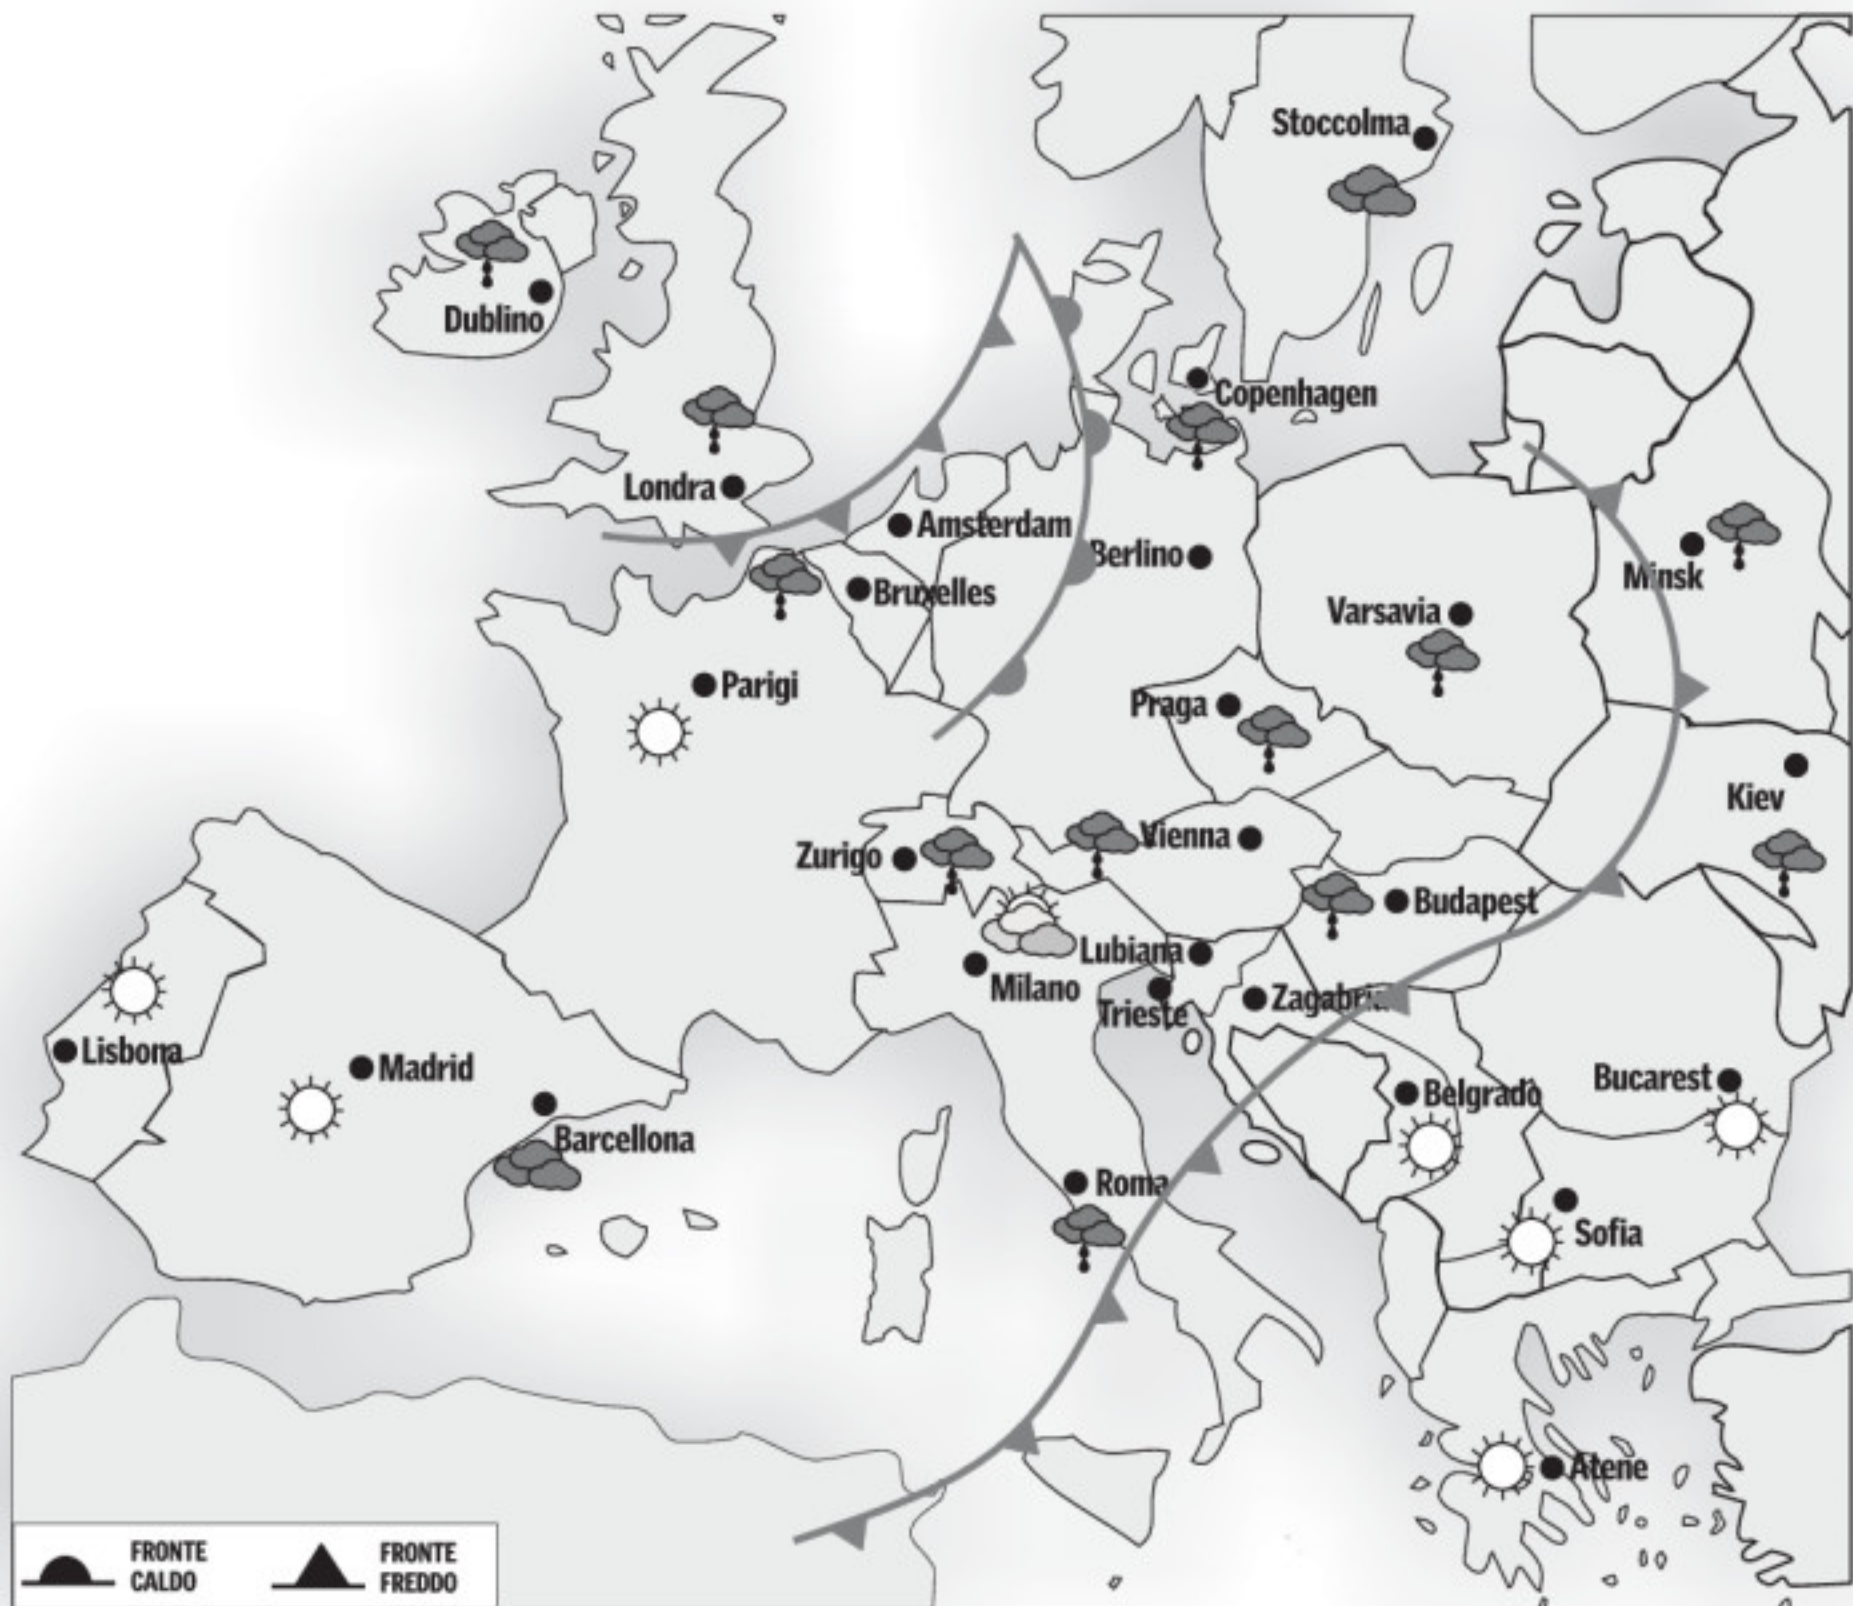 Stoccolma
Dublino
Copenhagen
Londra
Amsterdam
Berlino
Minsk
Bruxelles
Varsavia
Parigi
Praga
Kiev
Vienna
Zurigo
Budapest
Lubiana
Milano
Zagabria
Trieste
Lisbona
Madrid
Bucarest
Belgrado
Barcellona
Roma
Sofia
Atene
FRONTE
CALDO
FRONTE
FREDDO